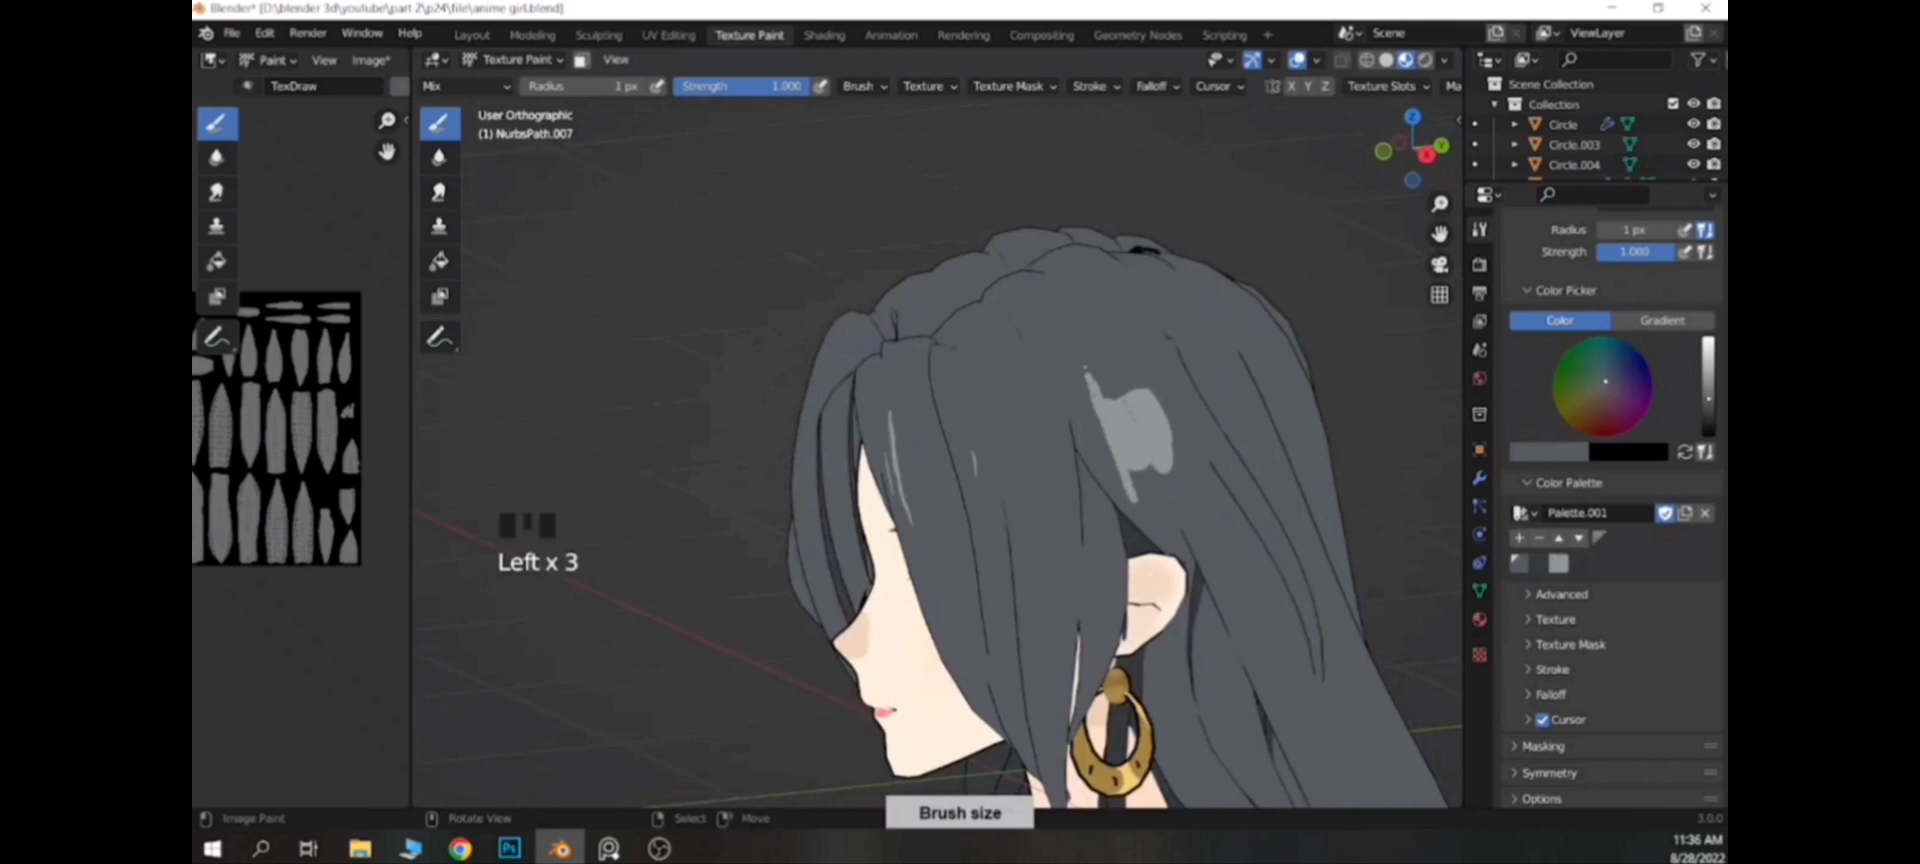 Blender* [D:\blender 3d\youtube\part 2\p24\file\anime girl.blend]
File Edit Render Window Help Layout Modeling Sculpting UV Editing Texture Paint Shading Animation Rendering Compositing Geometry Nodes Scripting + Scene ViewLayer
Paint View Image* Texture Paint View
TexDraw Mix Radius 1 px Strength 1.000 Brush Texture Texture Mask Stroke Falloff Cursor X Y Z Texture Slots Ma
Scene Collection
Collection
Circle
Circle.003
Circle.004
User Orthographic
(1) NurbsPath.007
Y
X
Z
Left x 3
Radius 1 px
Strength 1.000
Color Picker
Color Gradient
Color Palette
Palette.001
Advanced
Texture
Texture Mask
Stroke
Falloff
Cursor
Masking
Symmetry
Options
Brush size
Image Paint Rotate View Select Move 3.0.0
Ps
11:36 AM
8/28/2022